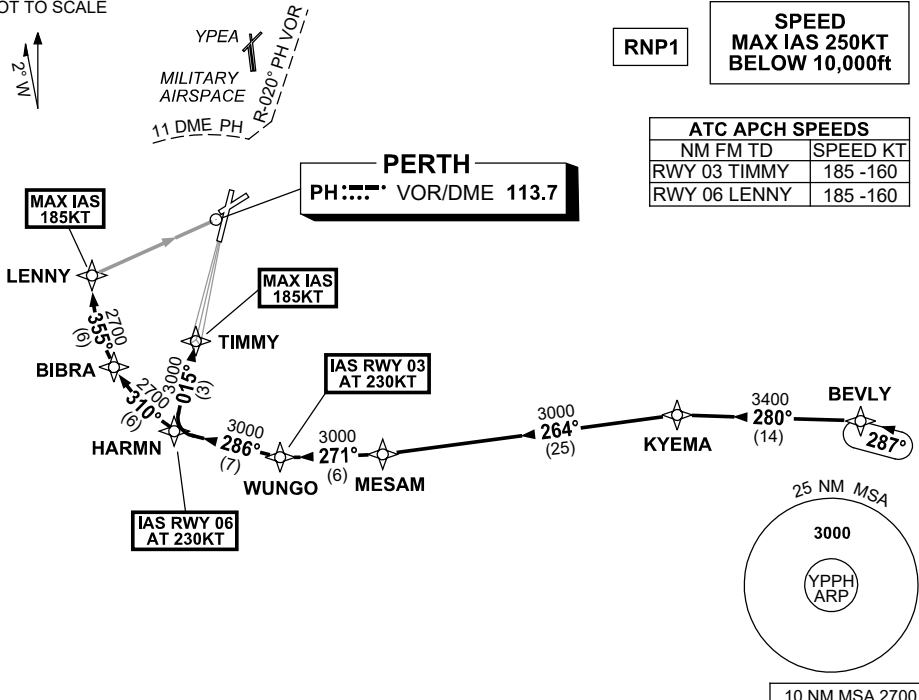 OT TO SCALE
2°W
YPEA
MILITARY
AIRSPACE
11 DME PH
R-020° PH VOR
RNP1
SPEED
MAX IAS 250KT
BELOW 10,000ft
ATC APCH SPEEDS
NM FM TD SPEED KT
RWY 03 TIMMY 185 -160
RWY 06 LENNY 185 -160
PERTH
PH VOR/DME 113.7
MAX IAS
185KT
LENNY
MAX IAS
185KT
TIMMY
2700
355°
(6)
BIBRA
2700
310°
(6)
3000
015°
(3)
HARMN
IAS RWY 03
AT 230KT
3000
286°
(7)
WUNGO
3000
271°
(6)
MESAM
3000
264°
(25)
KYEMA
3400
280°
(14)
BEVLY
287°
IAS RWY 06
AT 230KT
25 NM MSA
3000
YPPH
ARP
10 NM MSA 2700